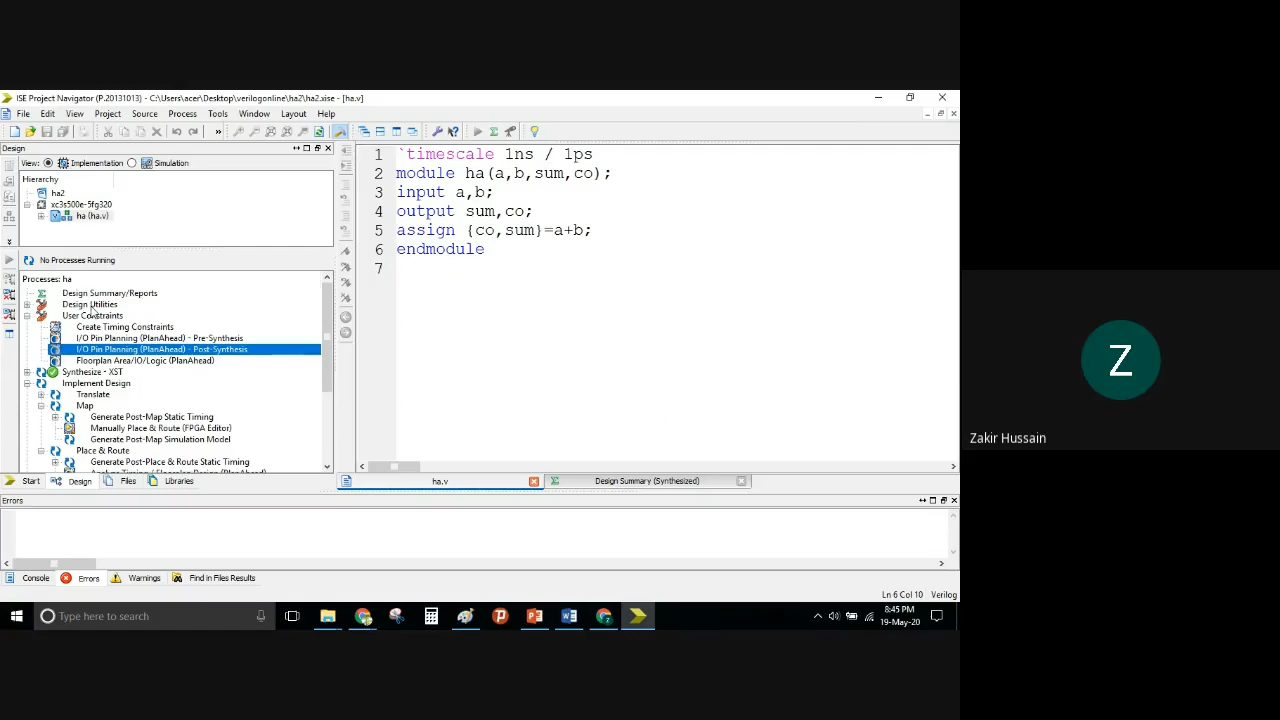 ISE Project Navigator (P.20131013) - C:\Users\acer\Desktop\verilogonline\ha2\ha2.xise - [ha.v]
File Edit View Project Source Process Tools Window Layout Help
Design
View: Implementation Simulation
Hierarchy
ha2
xc3s500e-5fg320
ha (ha.v)
No Processes Running
Processes: ha
Design Summary/Reports
Design Utilities
User Constraints
Create Timing Constraints
I/O Pin Planning (PlanAhead) - Pre-Synthesis
I/O Pin Planning (PlanAhead) - Post-Synthesis
Floorplan Area/IO/Logic (PlanAhead)
Synthesize - XST
Implement Design
Translate
Map
Generate Post-Map Static Timing
Manually Place & Route (FPGA Editor)
Generate Post-Map Simulation Model
Place & Route
Generate Post-Place & Route Static Timing
Start Design Files Libraries
1 `timescale 1ns / 1ps
2 module ha(a,b,sum,co);
3 input a,b;
4 output sum,co;
5 assign {co,sum}=a+b;
6 endmodule
7
ha.v Design Summary (Synthesized)
Errors
Console Errors Warnings Find in Files Results
Ln 6 Col 10 Verilog
Type here to search
8:45 PM
19-May-20
Z
Zakir Hussain